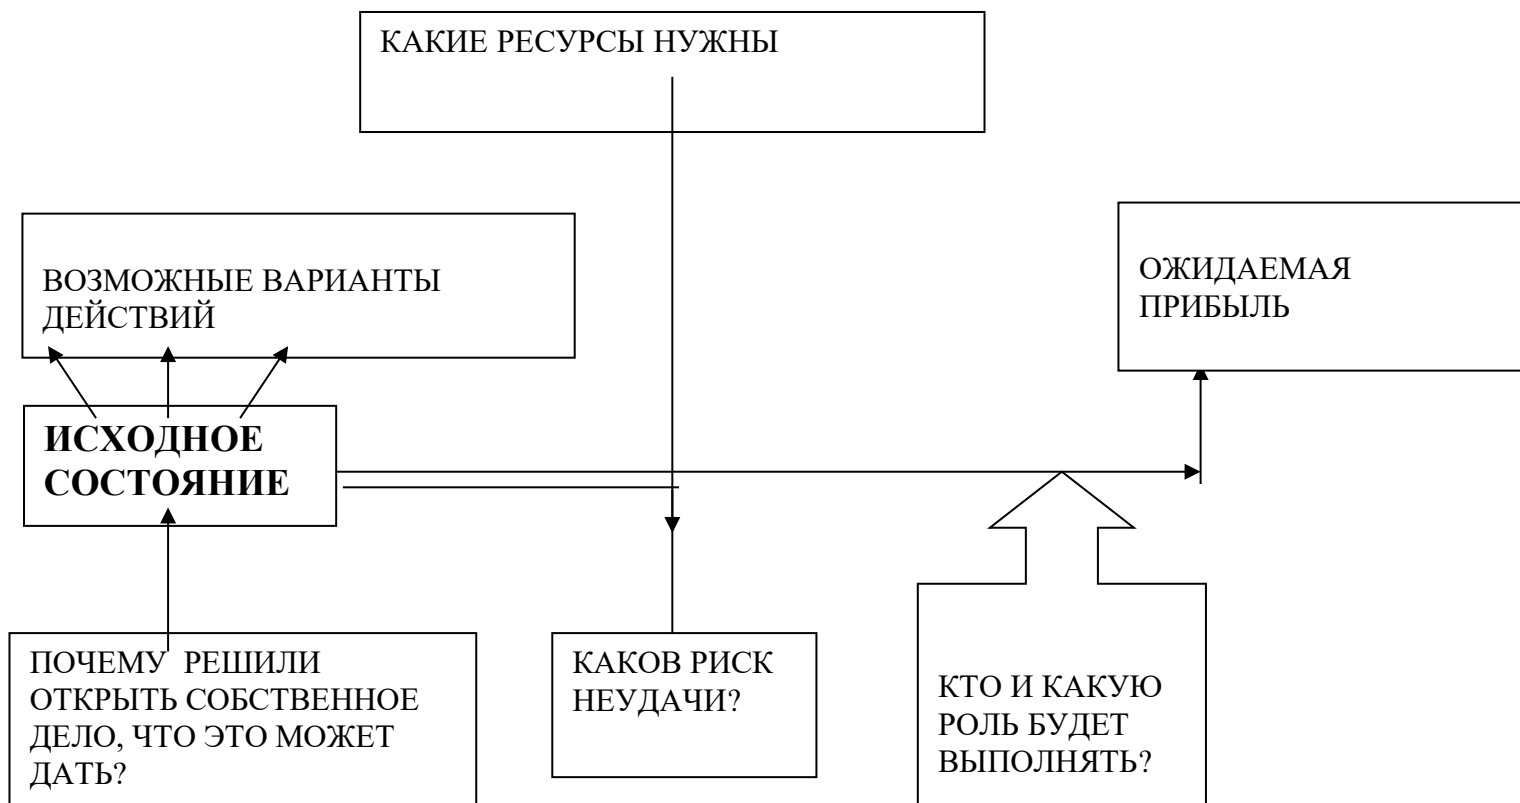 КАКИЕ РЕСУРСЫ НУЖНЫ
ВОЗМОЖНЫЕ ВАРИАНТЫ
ДЕЙСТВИЙ
ОЖИДАЕМАЯ
ПРИБЫЛЬ
ИСХОДНОЕ
СОСТОЯНИЕ
ПОЧЕМУ РЕШИЛИ
ОТКРЫТЬ СОБСТВЕННОЕ
ДЕЛО, ЧТО ЭТО МОЖЕТ
ДАТЬ?
КАКОВ РИСК
НЕУДАЧИ?
КТО И КАКУЮ
РОЛЬ БУДЕТ
ВЫПОЛНЯТЬ?